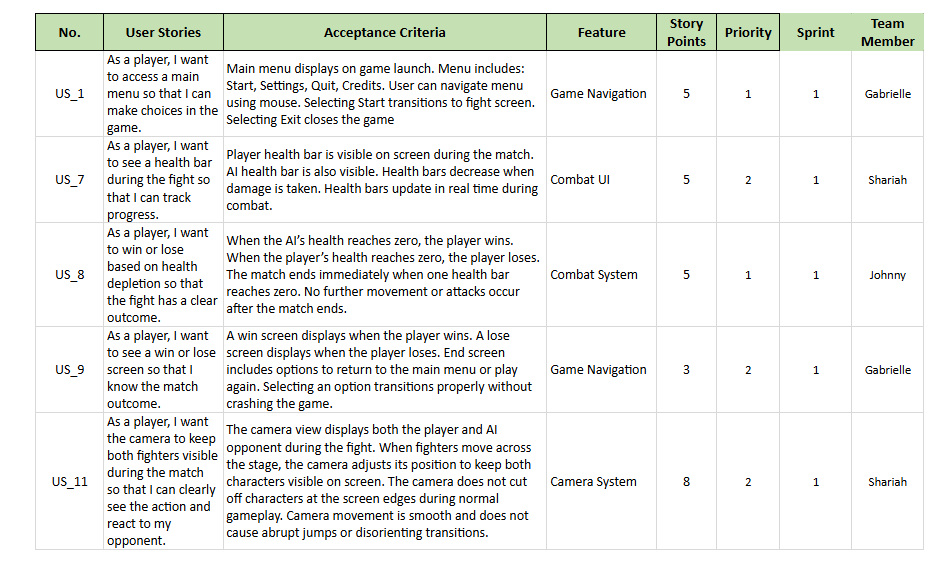 No.
User Stories
Acceptance Criteria
Feature
Story
Points
Priority
Sprint
Team
Member
US_1
As a player, I want
to access a main
menu so that I can
make choices in the
game.
Main menu displays on game launch. Menu includes:
Start, Settings, Quit, Credits. User can navigate menu
using mouse. Selecting Start transitions to fight screen.
Selecting Exit closes the game
Game Navigation
5
1
1
Gabrielle
US_7
As a player, I want
to see a health bar
during the fight so
that I can track
progress.
Player health bar is visible on screen during the match.
AI health bar is also visible. Health bars decrease when
damage is taken. Health bars update in real time during
combat.
Combat UI
5
2
1
Shariah
US_8
As a player, I want
to win or lose
based on health
depletion so that
the fight has a clear
outcome.
When the AI's health reaches zero, the player wins.
When the player's health reaches zero, the player loses.
The match ends immediately when one health bar
reaches zero. No further movement or attacks occur
after the match ends.
Combat System
5
1
1
Johnny
US_9
As a player, I want
to see a win or lose
screen so that I
know the match
outcome.
A win screen displays when the player wins. A lose
screen displays when the player loses. End screen
includes options to return to the main menu or play
again. Selecting an option transitions properly without
crashing the game.
Game Navigation
3
2
1
Gabrielle
US_11
As a player, I want
the camera to keep
both fighters visible
during the match
so that I can clearly
see the action and
react to my
opponent.
The camera view displays both the player and AI
opponent during the fight. When fighters move across
the stage, the camera adjusts its position to keep both
characters visible on screen. The camera does not cut
off characters at the screen edges during normal
gameplay. Camera movement is smooth and does not
cause abrupt jumps or disorienting transitions.
Camera System
8
2
1
Shariah